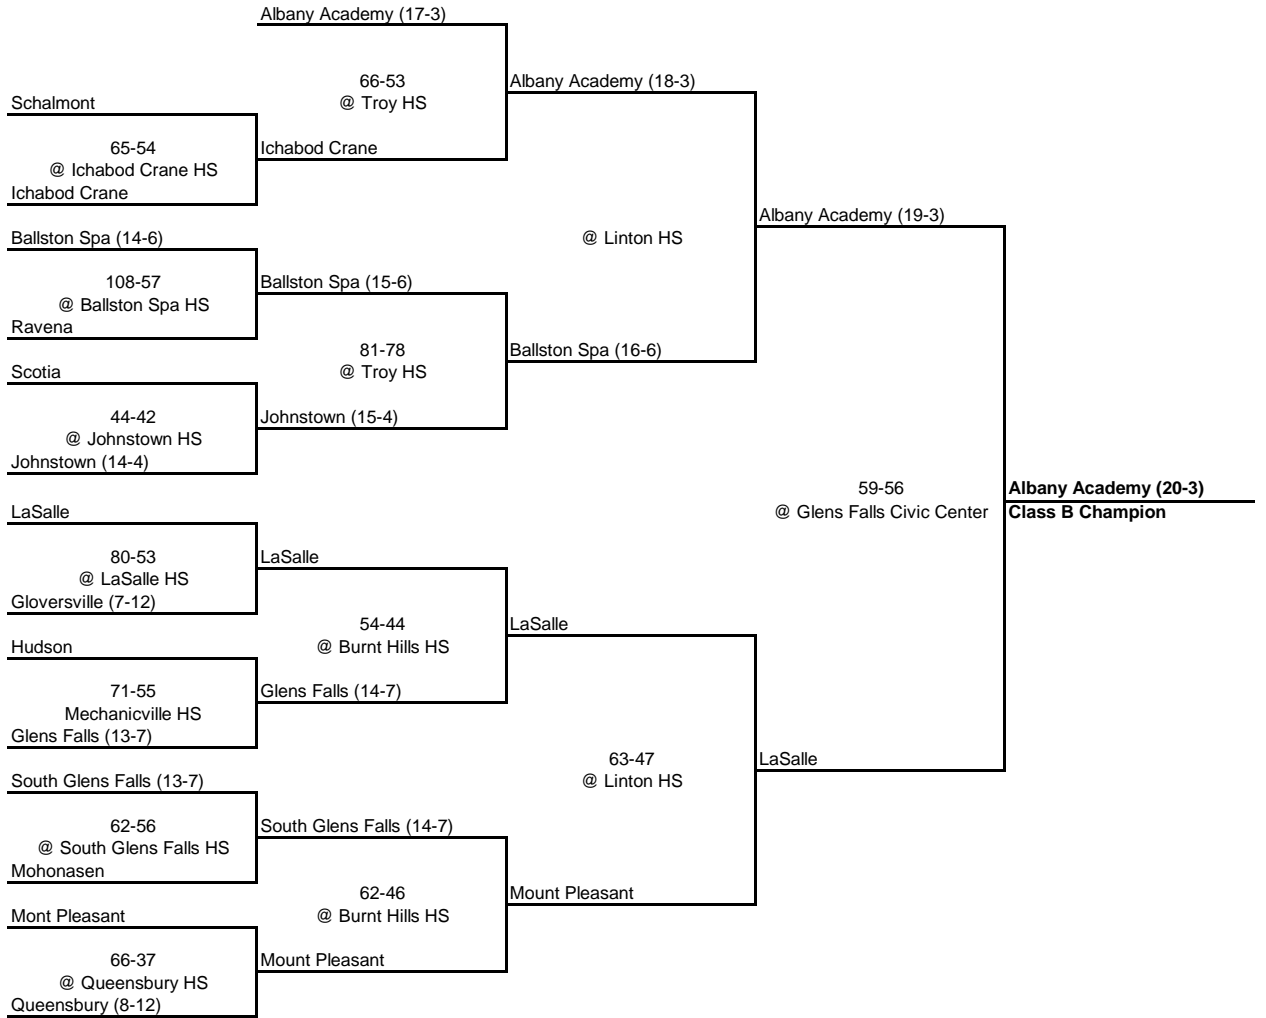 Albany Academy (17-3)
66-53
@ Troy HS
Albany Academy (18-3)
Schalmont
65-54
@ Ichabod Crane HS
Ichabod Crane
Ichabod Crane
Albany Academy (19-3)
Ballston Spa (14-6)
@ Linton HS
108-57
@ Ballston Spa HS
Ballston Spa (15-6)
Ravena
81-78
@ Troy HS
Ballston Spa (16-6)
Scotia
44-42
@ Johnstown HS
Johnstown (15-4)
Johnstown (14-4)
59-56
@ Glens Falls Civic Center
Albany Academy (20-3)
Class B Champion
LaSalle
80-53
@ LaSalle HS
LaSalle
Gloversville (7-12)
54-44
@ Burnt Hills HS
LaSalle
Hudson
71-55
Mechanicville HS
Glens Falls (14-7)
Glens Falls (13-7)
63-47
@ Linton HS
LaSalle
South Glens Falls (13-7)
62-56
@ South Glens Falls HS
South Glens Falls (14-7)
Mohonasen
62-46
@ Burnt Hills HS
Mount Pleasant
Mont Pleasant
66-37
@ Queensbury HS
Mount Pleasant
Queensbury (8-12)